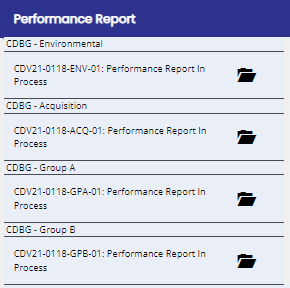 Performance Report
CDBG - Environmental
CDV21-0118-ENV-01: Performance Report In
Process
CDBG - Acquisition
CDV21-0118-ACQ-01: Performance Report In
Process
CDBG - Group A
CDV21-0118-GPA-01: Performance Report In
Process
CDBG - Group B
CDV21-0118-GPB-01: Performance Report In
Process